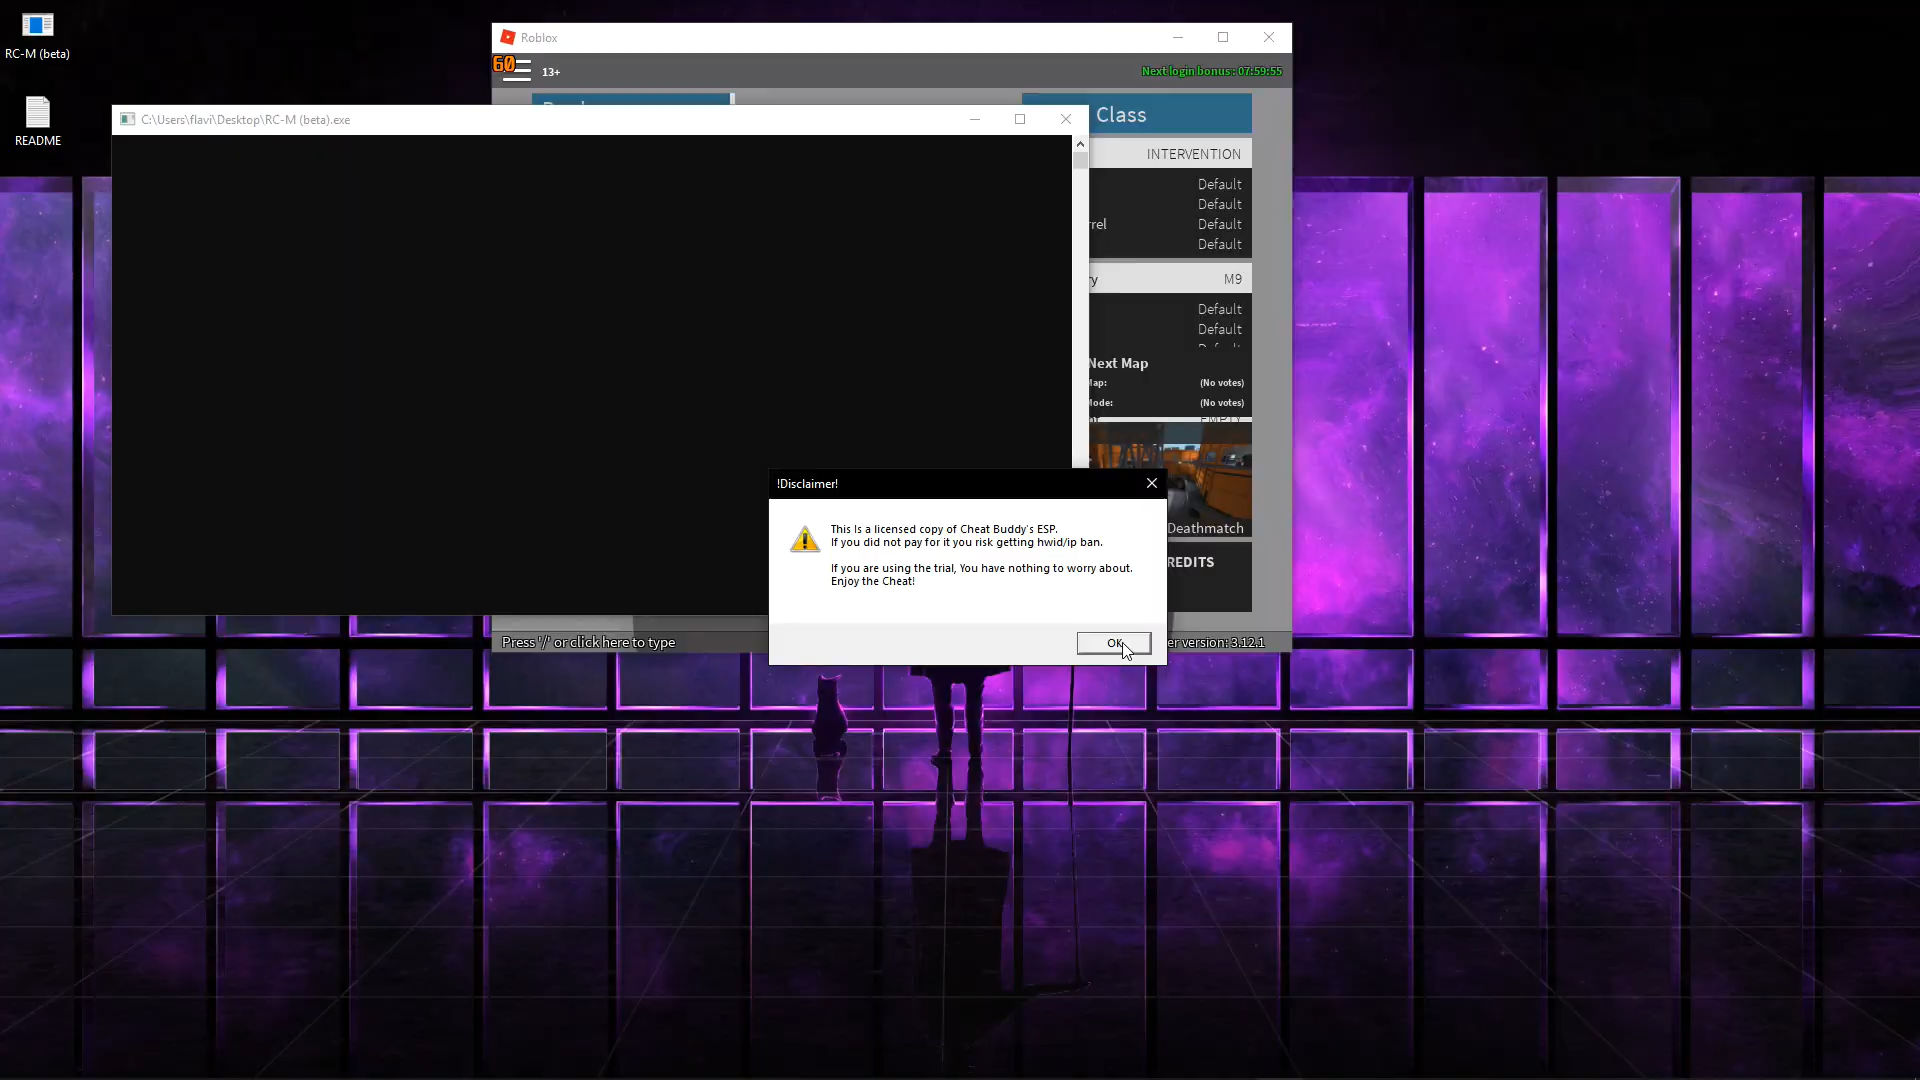 RC-M (beta)
README
Roblox
60
13+
Next login bonus : 07:59:55
C:\Users\flavi\Desktop\RC-M (beta).exe
Class
INTERVENTION
Default
Default
Default
Default
M9
Default
Default
Next Map
(No votes)
(No votes)
EMPTY
Deathmatch
!Disclaimer!
This Is a licensed copy of Cheat Buddy's ESP.
If you did not pay for it you risk getting hwid/ip ban.
If you are using the trial, You have nothing to worry about.
Enjoy the Cheat!
OK
Press '/' or click here to type
er version: 3.12.1